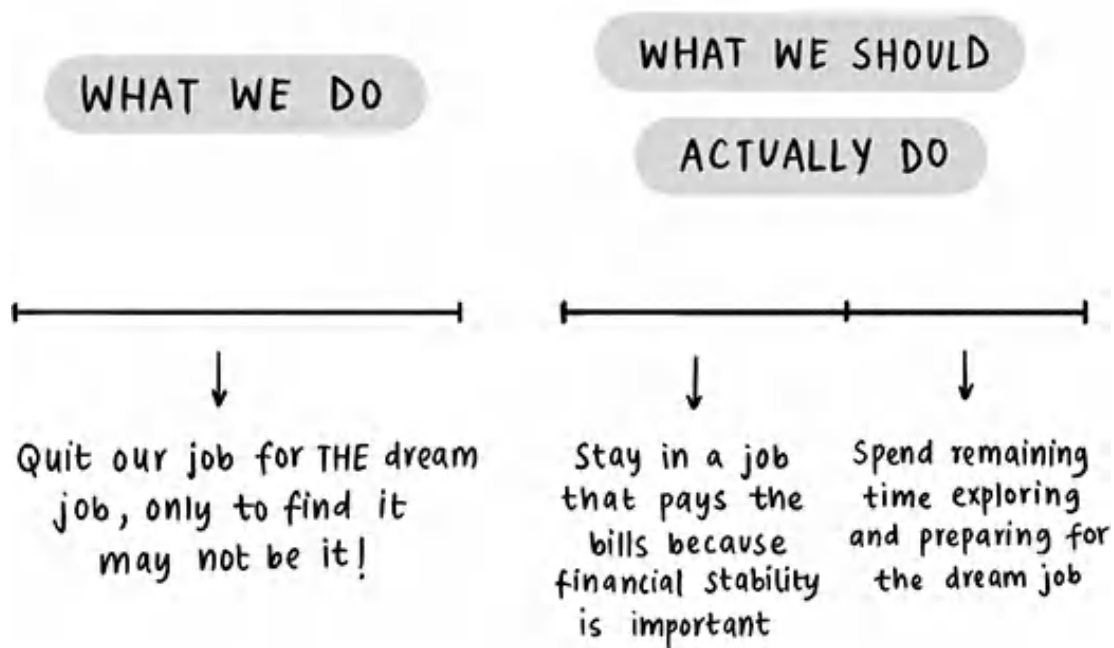 WHAT WE DO
WHAT WE SHOULD
ACTUALLY DO
Quit our job for THE dream
job, only to find it
may not be it!
Stay in a job
that pays the
bills because
financial stability
is important
Spend remaining
time exploring
and preparing for
the dream job